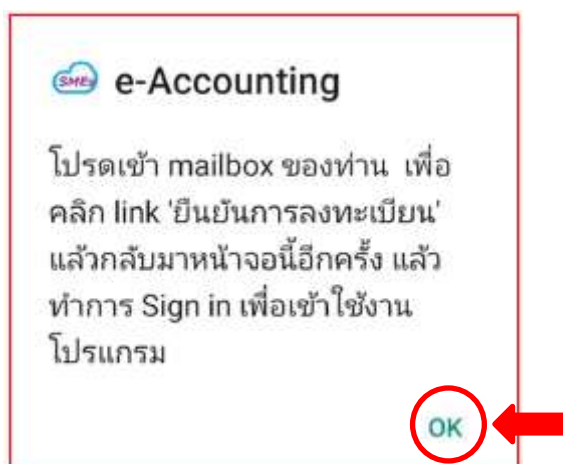 SMEs e-Accounting
โปรดเข้า mailbox ของท่าน เพื่อ
คลิก link 'ยืนยันการลงทะเบียน'
แล้วกลับมาหน้าจอนี้อีกครั้ง แล้ว
ทำการ Sign in เพื่อเข้าใช้งาน
โปรแกรม
OK